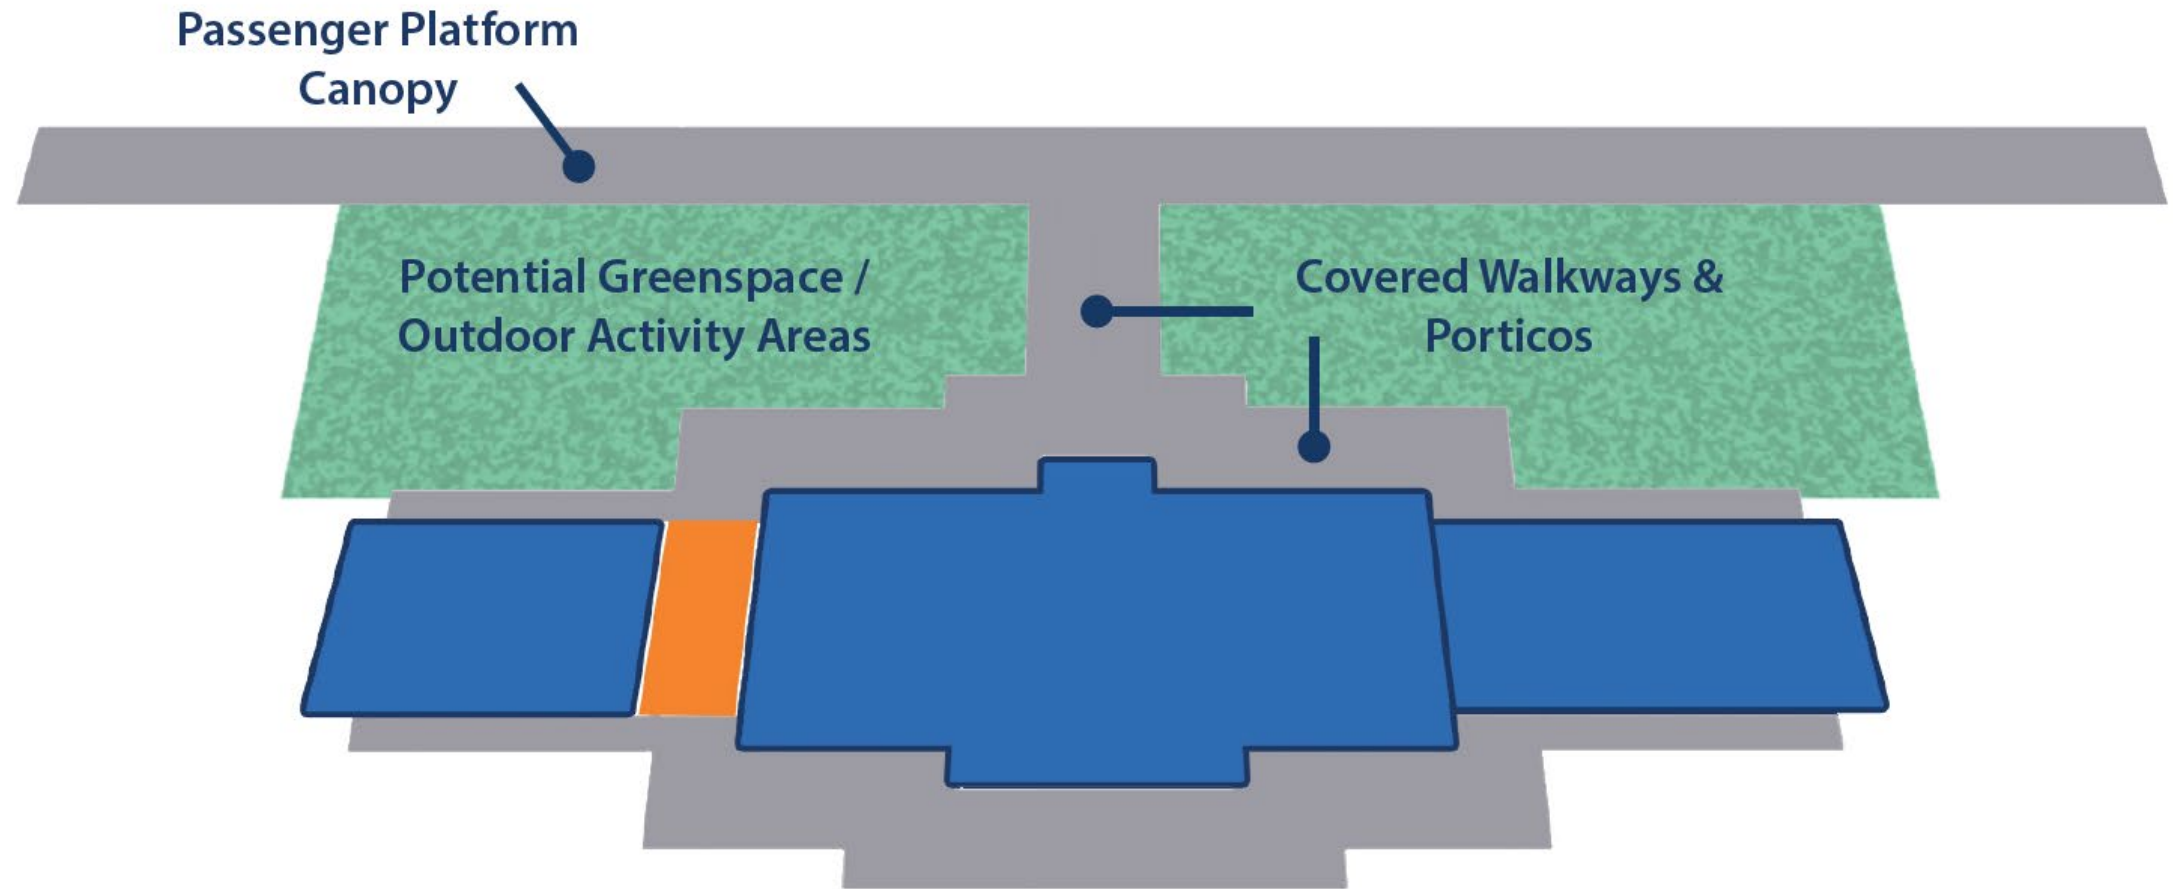 Passenger Platform
Canopy
Potential Greenspace /
Outdoor Activity Areas
Covered Walkways &
Porticos